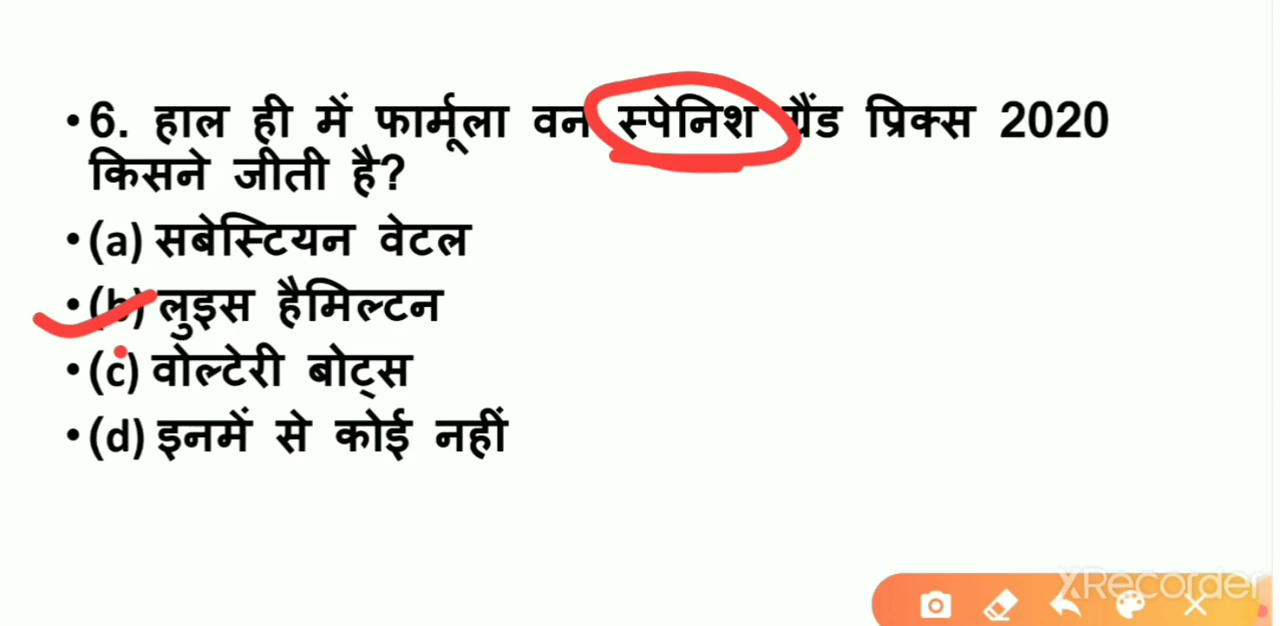 •6. हाल ही में फार्मूला वन स्पेनिश ग्रैंड प्रिक्स 2020
किसने जीती है?
•(a) सबेस्टियन वेटल
•(b) लुइस हैमिल्टन
•(c) वोल्टेरी बोट्स
•(d) इनमें से कोई नहीं
XRecorder